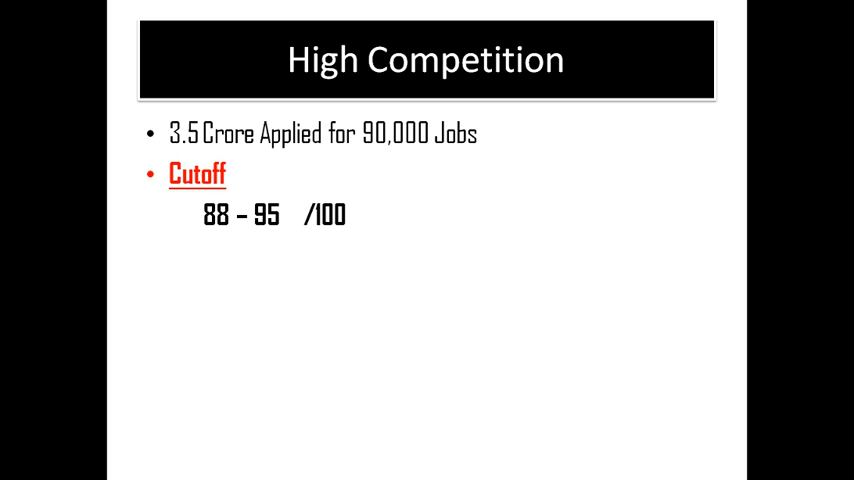 High Competition
• 3.5 Crore Applied for 90,000 Jobs
• Cutoff
88 – 95 /100